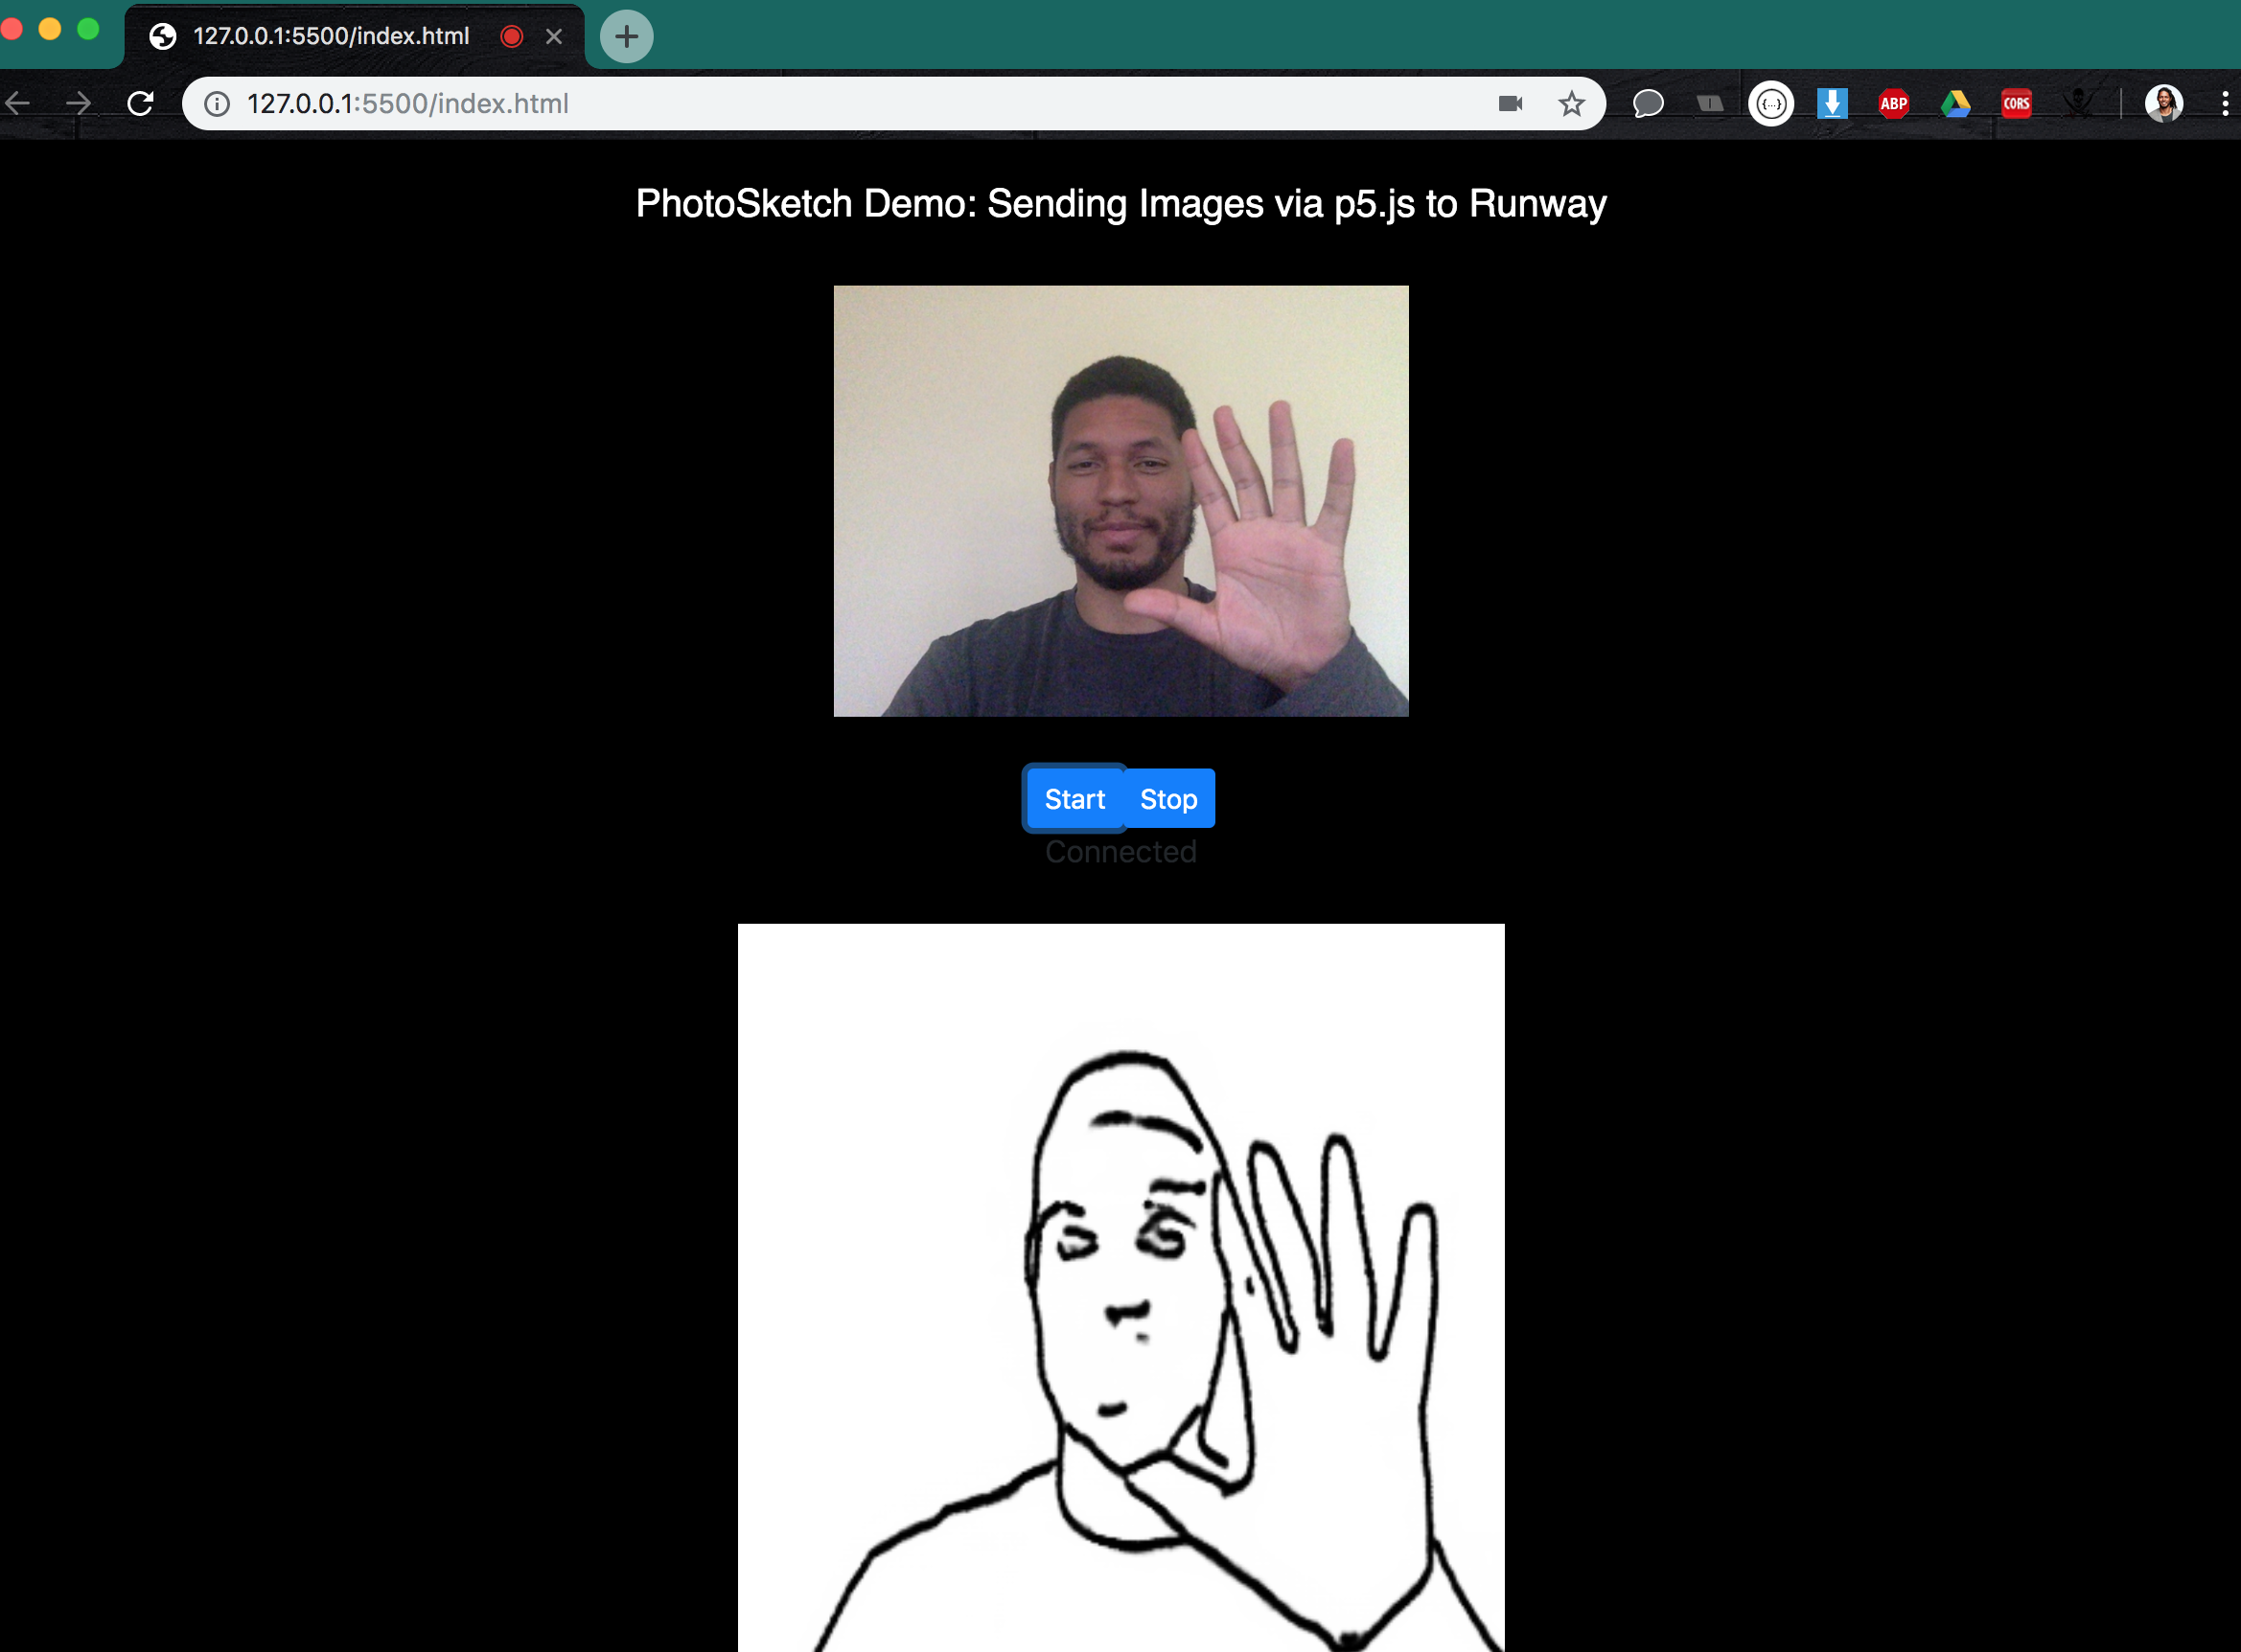 127.0.0.1:5500/index.html
127.0.0.1:5500/index.html
ABP
CORS
PhotoSketch Demo: Sending Images via p5.js to Runway
Start
Stop
Connected